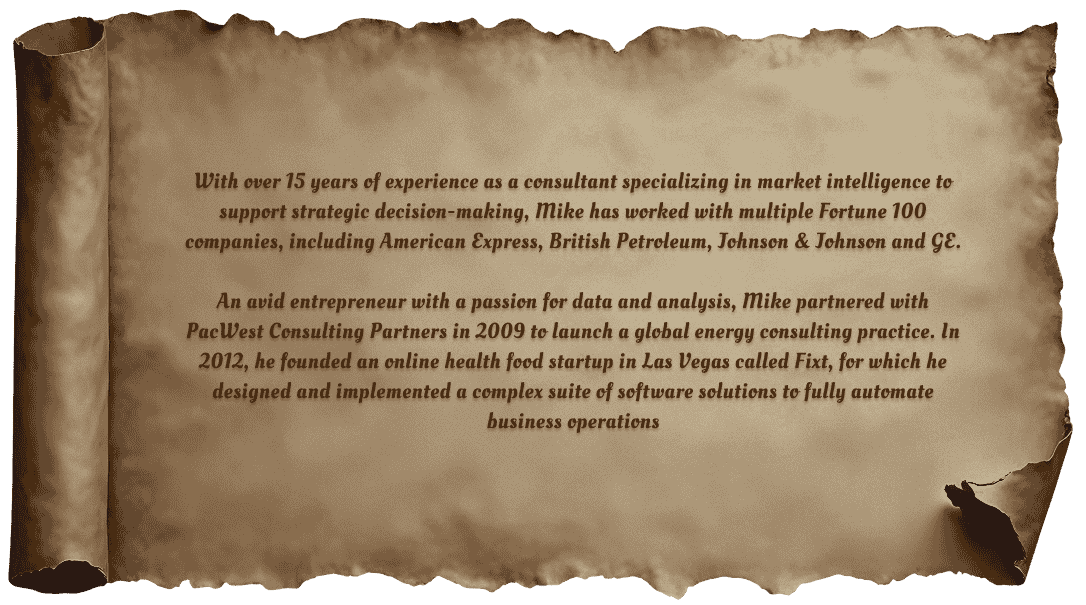 With over 15 years of experience as a consultant specializing in market intelligence to
support strategic decision-making, Mike has worked with multiple Fortune 100
companies, including American Express, British Petroleum, Johnson & Johnson and GE.
An avid entrepreneur with a passion for data and analysis, Mike partnered with
PacWest Consulting Partners in 2009 to launch a global energy consulting practice. In
2012, he founded an online health food startup in Las Vegas called Fixt, for which he
designed and implemented a complex suite of software solutions to fully automate
business operations